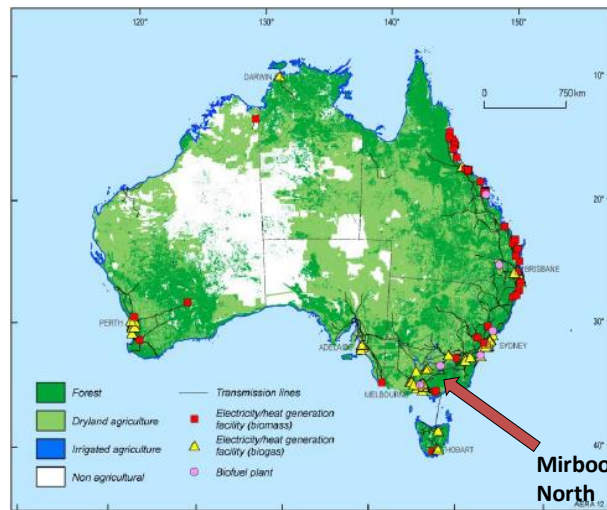 120°
140°
150°
DARWIN
10°
0
750 km
20°
BRISBANE
30°
PERTH
ADELAIDE
SYDNEY
MELBOURNE
40°
HOBART
Forest
Dryland agriculture
Irrigated agriculture
Non agricultural
Transmission lines
Electricity/heat generation
facility (biomass)
Electricity/heat generation
facility (biogas)
Biofuel plant
Mirboo
North